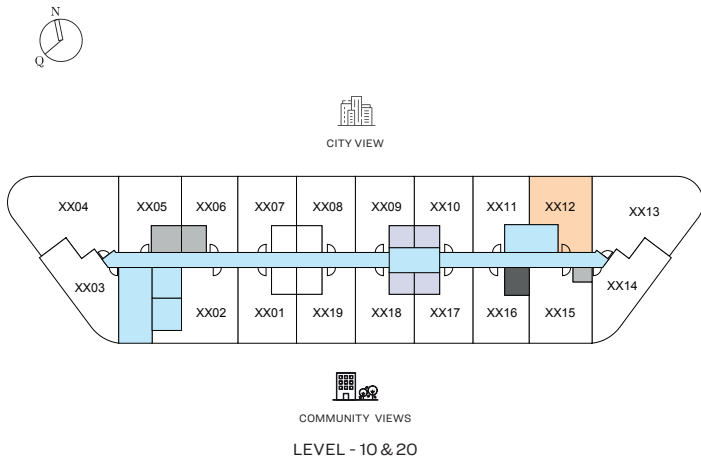 N
Q
CITY VIEW
XX04 XX05 XX06 XX07 XX08 XX09 XX10 XX11 XX12 XX13
XX03 XX14
XX02 XX01 XX19 XX18 XX17 XX16 XX15
COMMUNITY VIEWS
LEVEL - 10 & 20